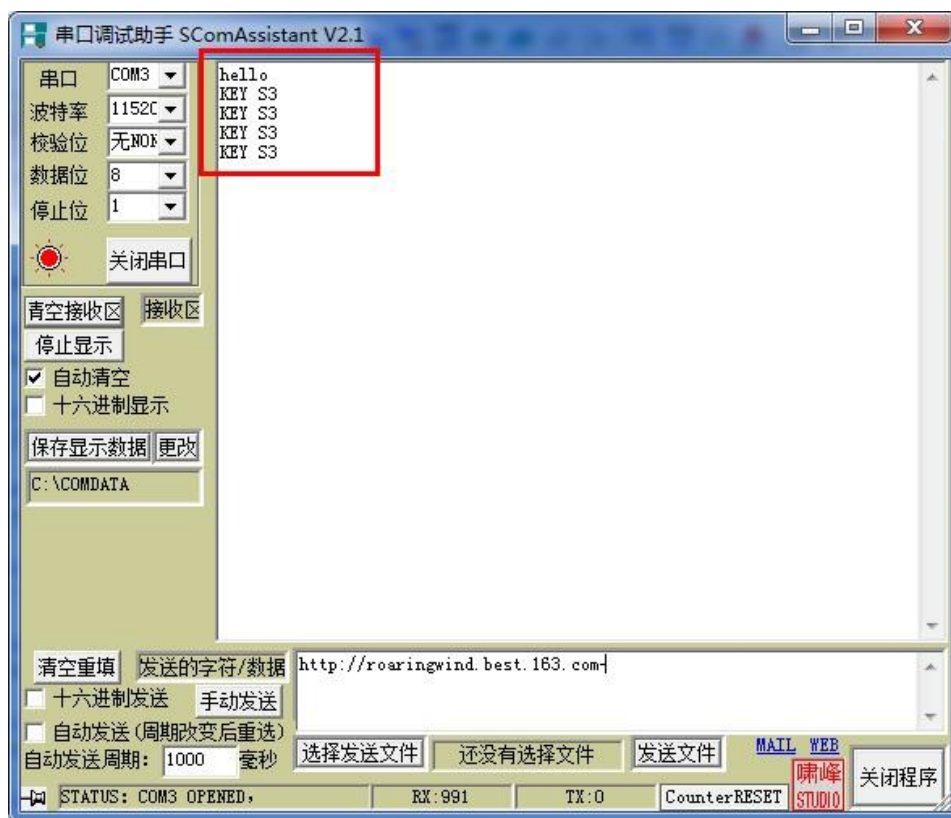 串口调试助手 SComAssistant V2.1
串口 COM3
波特率 1152
校验位 无NON
数据位 8
停止位 1
关闭串口
青空接收区 接收区
停止显示
自动清空
十六进制显示
保存显示数据 更改
C:\COMDATA
hello
KEY S3
KEY S3
KEY S3
KEY S3
清空重填 发送的字符/数据 http://roaringwind.best.163.com
十六进制发送 手动发送
自动发送(周期改变后重选)
自动发送周期: 1000 毫秒 选择发送文件 还没有选择文件 发送文件 MAIL WEB
啸峰
STUDIO
关闭程序
STATUS: COM3 OPENED, RX:991 TX:0 CounterRESET